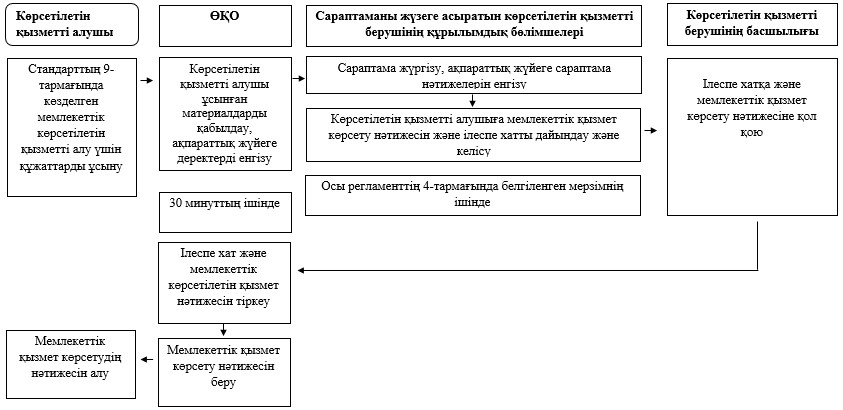 Көрсетілетін
қызметті алушы
ӨҚО
Сараптаманы жүзеге асыратын көрсетілетін қызметті
берушінің құрылымдық бөлімшелері
Көрсетілетін қызметті
берушінің басшылығы
Стандарттың 9-
тармағында
көзделген
мемлекеттік
көрсетілетін
қызметті алу үшін
құжаттарды ұсыну
Көрсетілетін
қызметті алушы
ұсынған
материалдарды
қабылдау,
ақпараттық жүйеге
деректерді енгізу
Сараптама жүргізу, ақпараттық жүйеге сараптама
нәтижелерін енгізу
Көрсетілетін қызметті алушыға мемлекеттік қызмет
көрсету нәтижесін және ілеспе хатты дайындау және
келісу
Ілеспе хатқа және
мемлекеттік қызмет
көрсету нәтижесіне қол
қою
30 минуттың ішінде
Осы регламенттің 4-тармағында белгіленген мерзімнің
ішінде
Ілеспе хат және
мемлекеттік
көрсетілетін қызмет
нәтижесін тіркеу
Мемлекеттік
қызмет көрсетудің
нәтижесін алу
Мемлекеттік қызмет
көрсету нәтижесін
беру